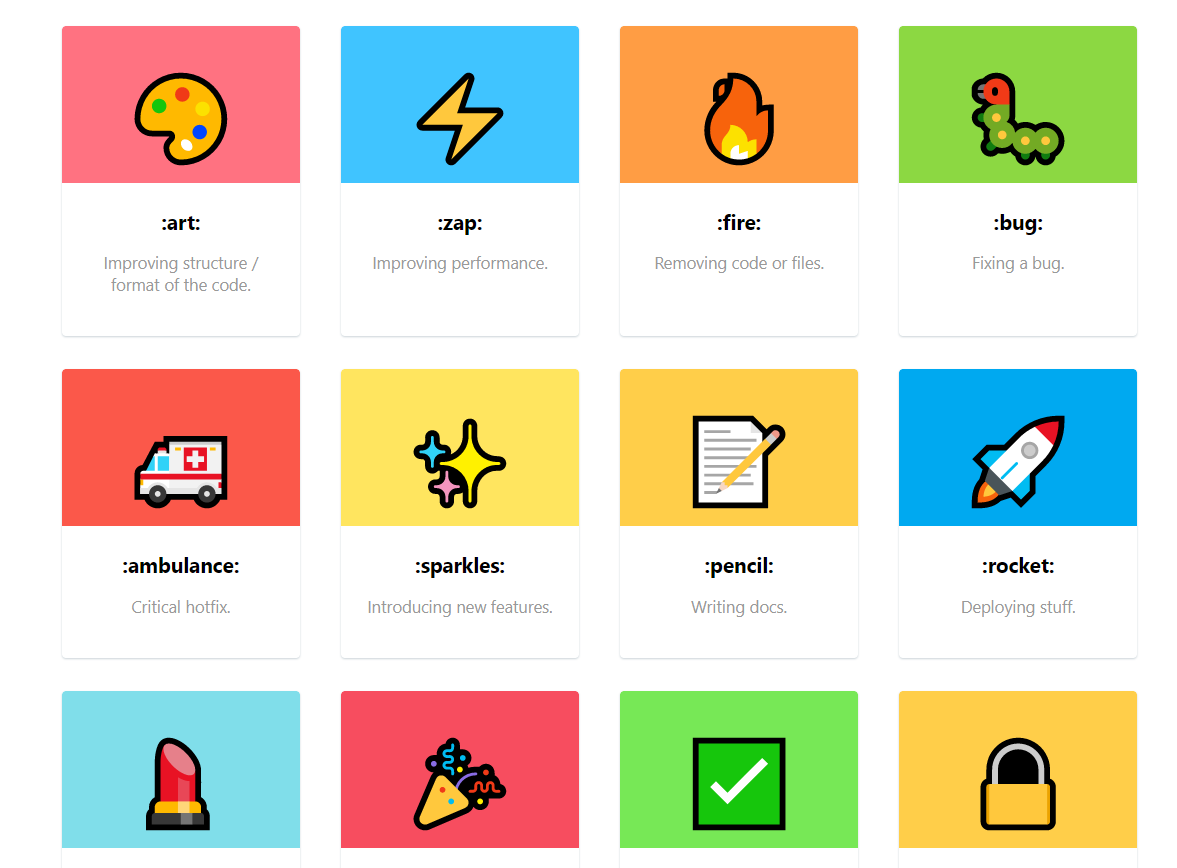 :art:
Improving structure /
format of the code.
:zap:
Improving performance.
:fire:
Removing code or files.
:bug:
Fixing a bug.
:ambulance:
Critical hotfix.
:sparkles:
Introducing new features.
:pencil:
Writing docs.
:rocket:
Deploying stuff.